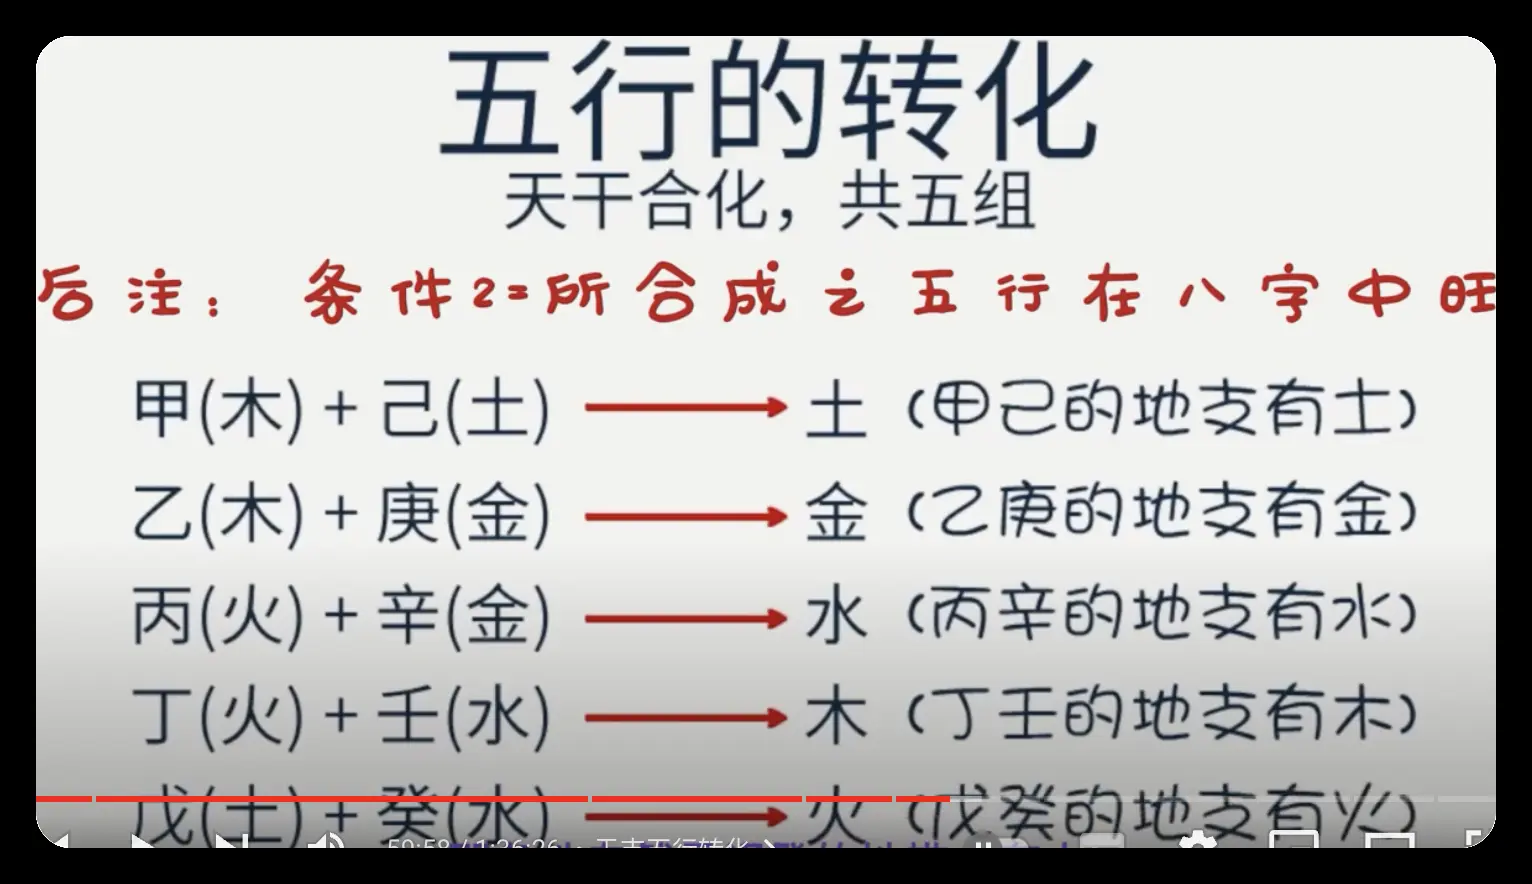 五行的转化
天干合化，共五组
后注：条件2=所合成之五行在八字中旺
甲(木) + 己(土) 土 (甲己的地支有土)
乙(木) + 庚(金) 金 (乙庚的地支有金)
丙(火) + 辛(金) 水 (丙辛的地支有水)
丁(火) + 壬(水) 木 (丁壬的地支有木)
戊(土) + 癸(水) 火 (戊癸的地支有火)
59:58 / 1:36:26 • 天干五行转化